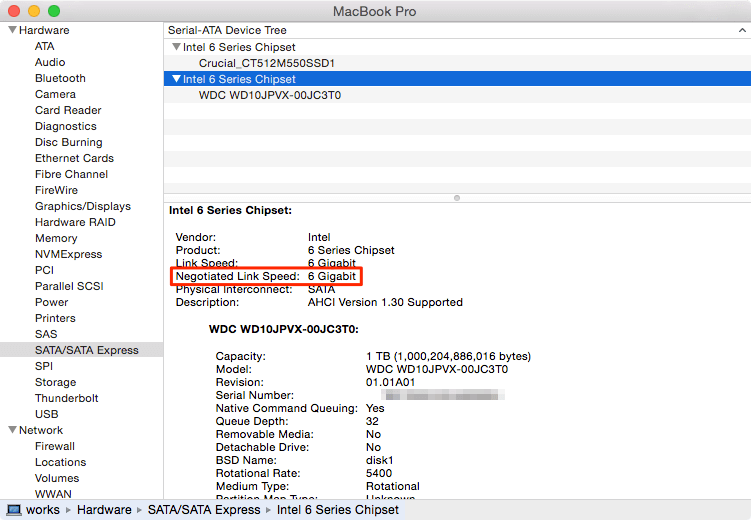 MacBook Pro
Hardware
ATA
Audio
Bluetooth
Camera
Card Reader
Diagnostics
Disc Burning
Ethernet Cards
Fibre Channel
FireWire
Graphics/Displays
Hardware RAID
Memory
NVMExpress
PCI
Parallel SCSI
Power
Printers
SAS
SATA/SATA Express
SPI
Storage
Thunderbolt
USB
Network
Firewall
Locations
Volumes
WWAN
Serial-ATA Device Tree
Intel 6 Series Chipset
Crucial_CT512M550SSD1
Intel 6 Series Chipset
WDC WD10JPVX-00JC3T0
Intel 6 Series Chipset:
Vendor: Intel
Product: 6 Series Chipset
Link Speed: 6 Gigabit
Negotiated Link Speed: 6 Gigabit
Physical Interconnect: SATA
Description: AHCI Version 1.30 Supported
WDC WD10JPVX-00JC3T0:
Capacity: 1 TB (1,000,204,886,016 bytes)
Model: WDC WD10JPVX-00JC3T0
Revision: 01.01A01
Serial Number:
Native Command Queuing: Yes
Queue Depth: 32
Removable Media: No
Detachable Drive: No
BSD Name: disk1
Rotational Rate: 5400
Medium Type: Rotational
Partition Map Type: Unknown
works Hardware SATA/SATA Express Intel 6 Series Chipset